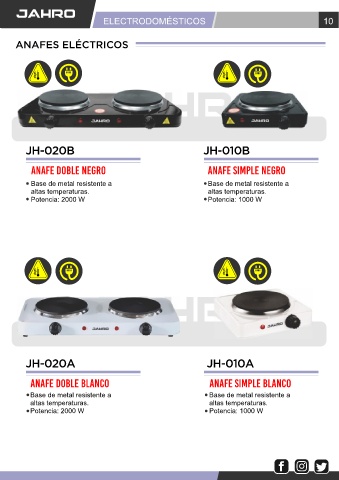 JAHRO
ELECTRODOMÉSTICOS
10
ANAFES ELÉCTRICOS
JAHRO
JAHRO
JH-020B
ANAFE DOBLE NEGRO
• Base de metal resistente a
altas temperaturas.
• Potencia: 2000 W
JH-010B
ANAFE SIMPLE NEGRO
• Base de metal resistente a
altas temperaturas.
• Potencia: 1000 W
JAHRO
JAHRO
JH-020A
ANAFE DOBLE BLANCO
• Base de metal resistente a
altas temperaturas.
• Potencia: 2000 W
JH-010A
ANAFE SIMPLE BLANCO
• Base de metal resistente a
altas temperaturas.
• Potencia: 1000 W